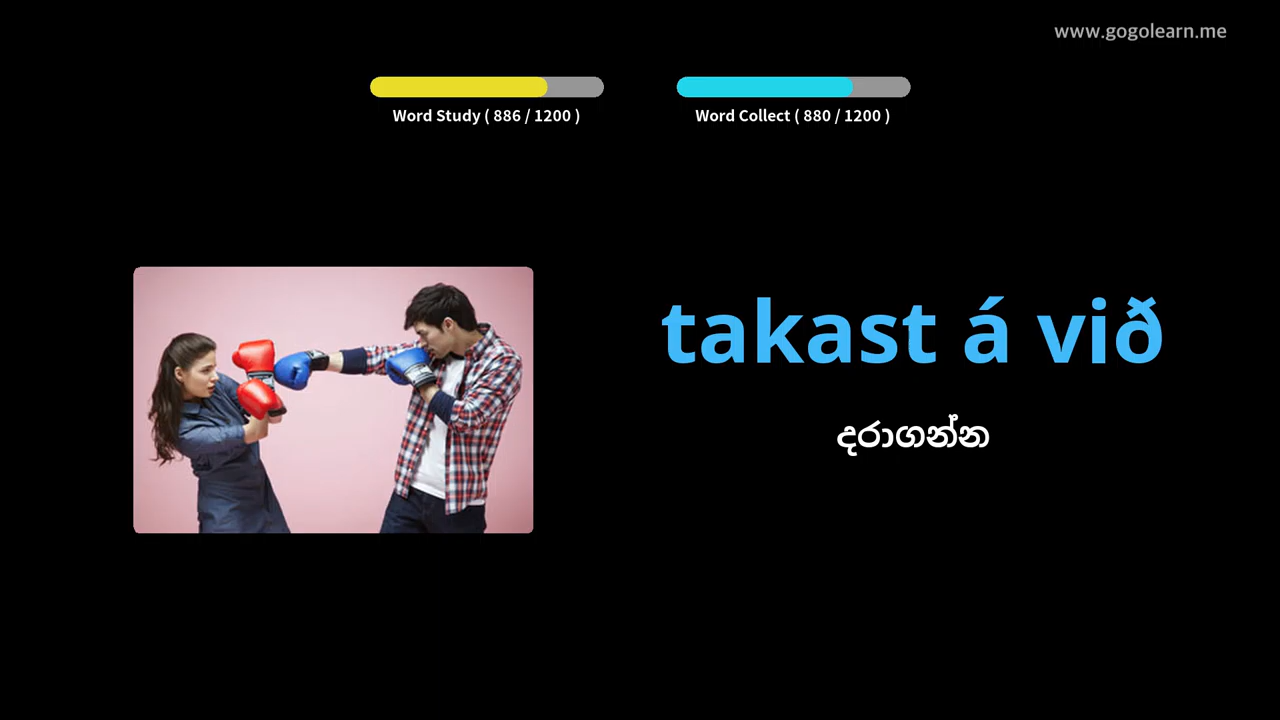 www.gogolearn.me
Word Study ( 886 / 1200 )
Word Collect ( 880 / 1200 )
takast á við
දරාගන්න